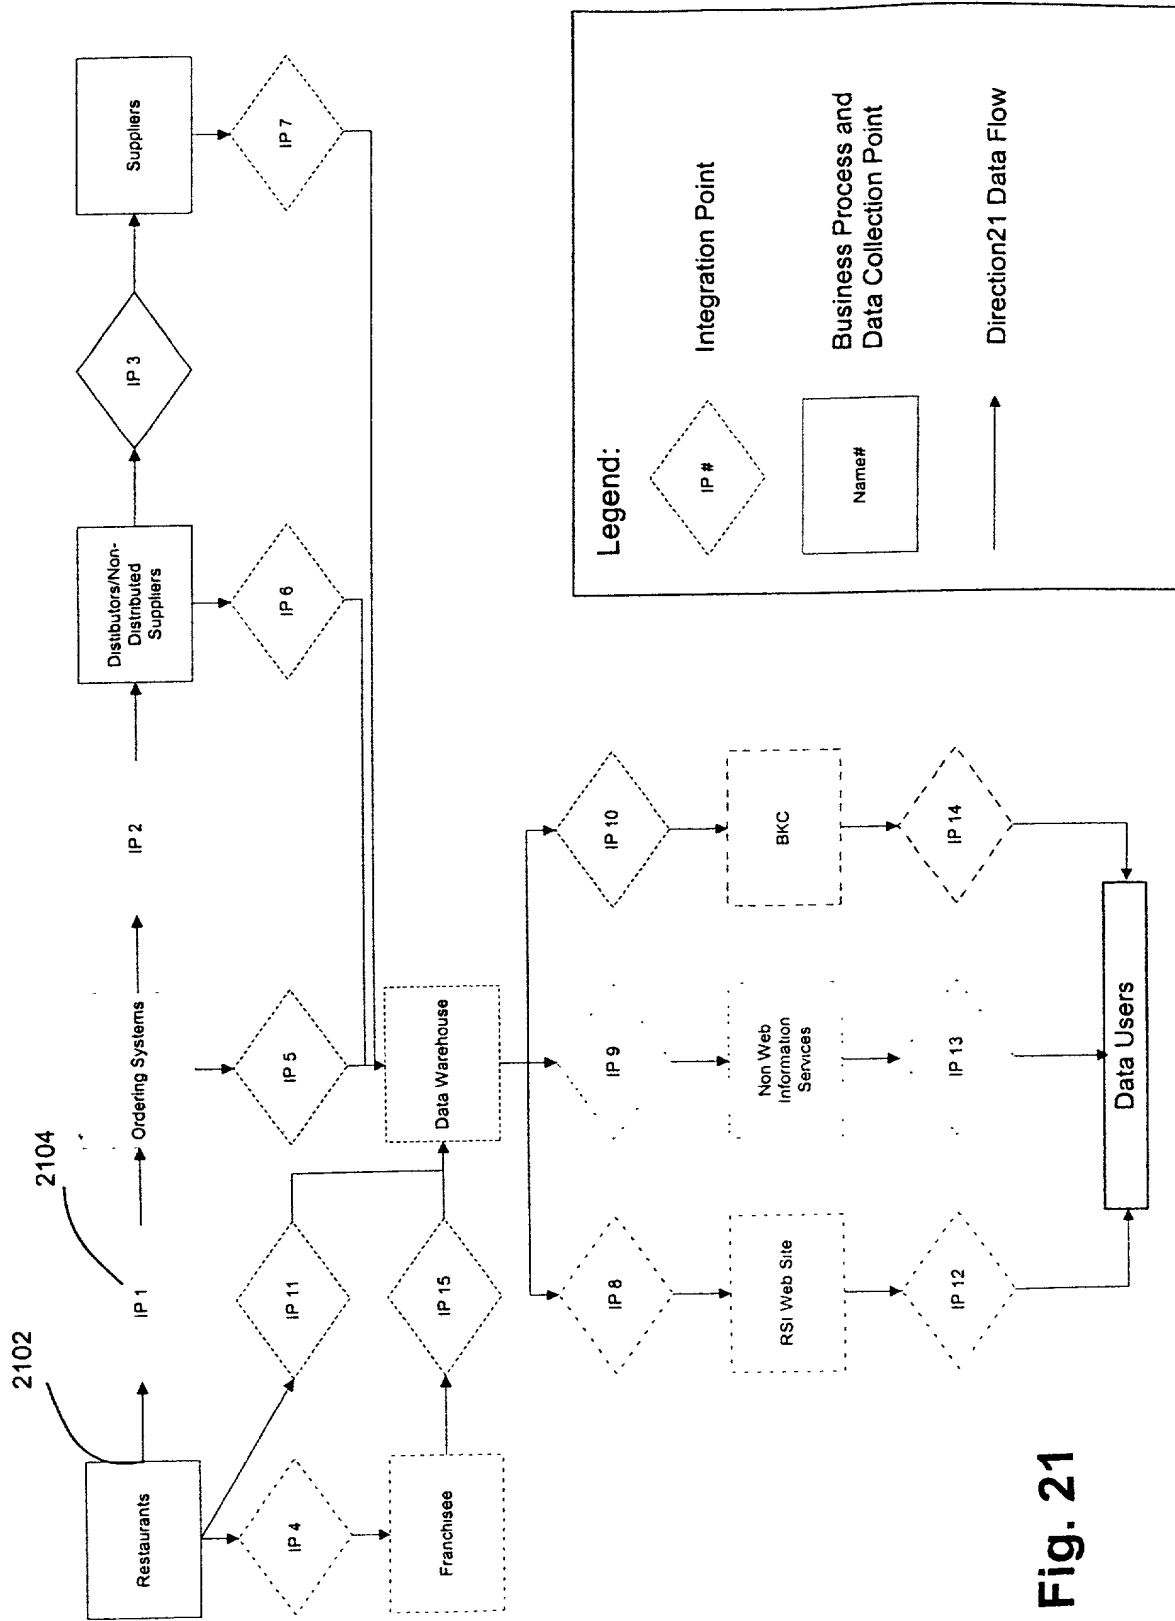 2102
2104
Restaurants
IP 1
Ordering Systems
IP 2
Distibutors/Non-
Distributed
Suppliers
IP 3
Suppliers
IP 4
IP 11
IP 5
IP 6
IP 7
Franchisee
IP 15
Data Warehouse
IP 8
IP 9
IP 10
RSI Web Site
Non Web
Information
Services
BKC
IP 12
IP 13
IP 14
Data Users
Legend:
IP #
Integration Point
Name#
Business Process and
Data Collection Point
Direction21 Data Flow
Fig. 21